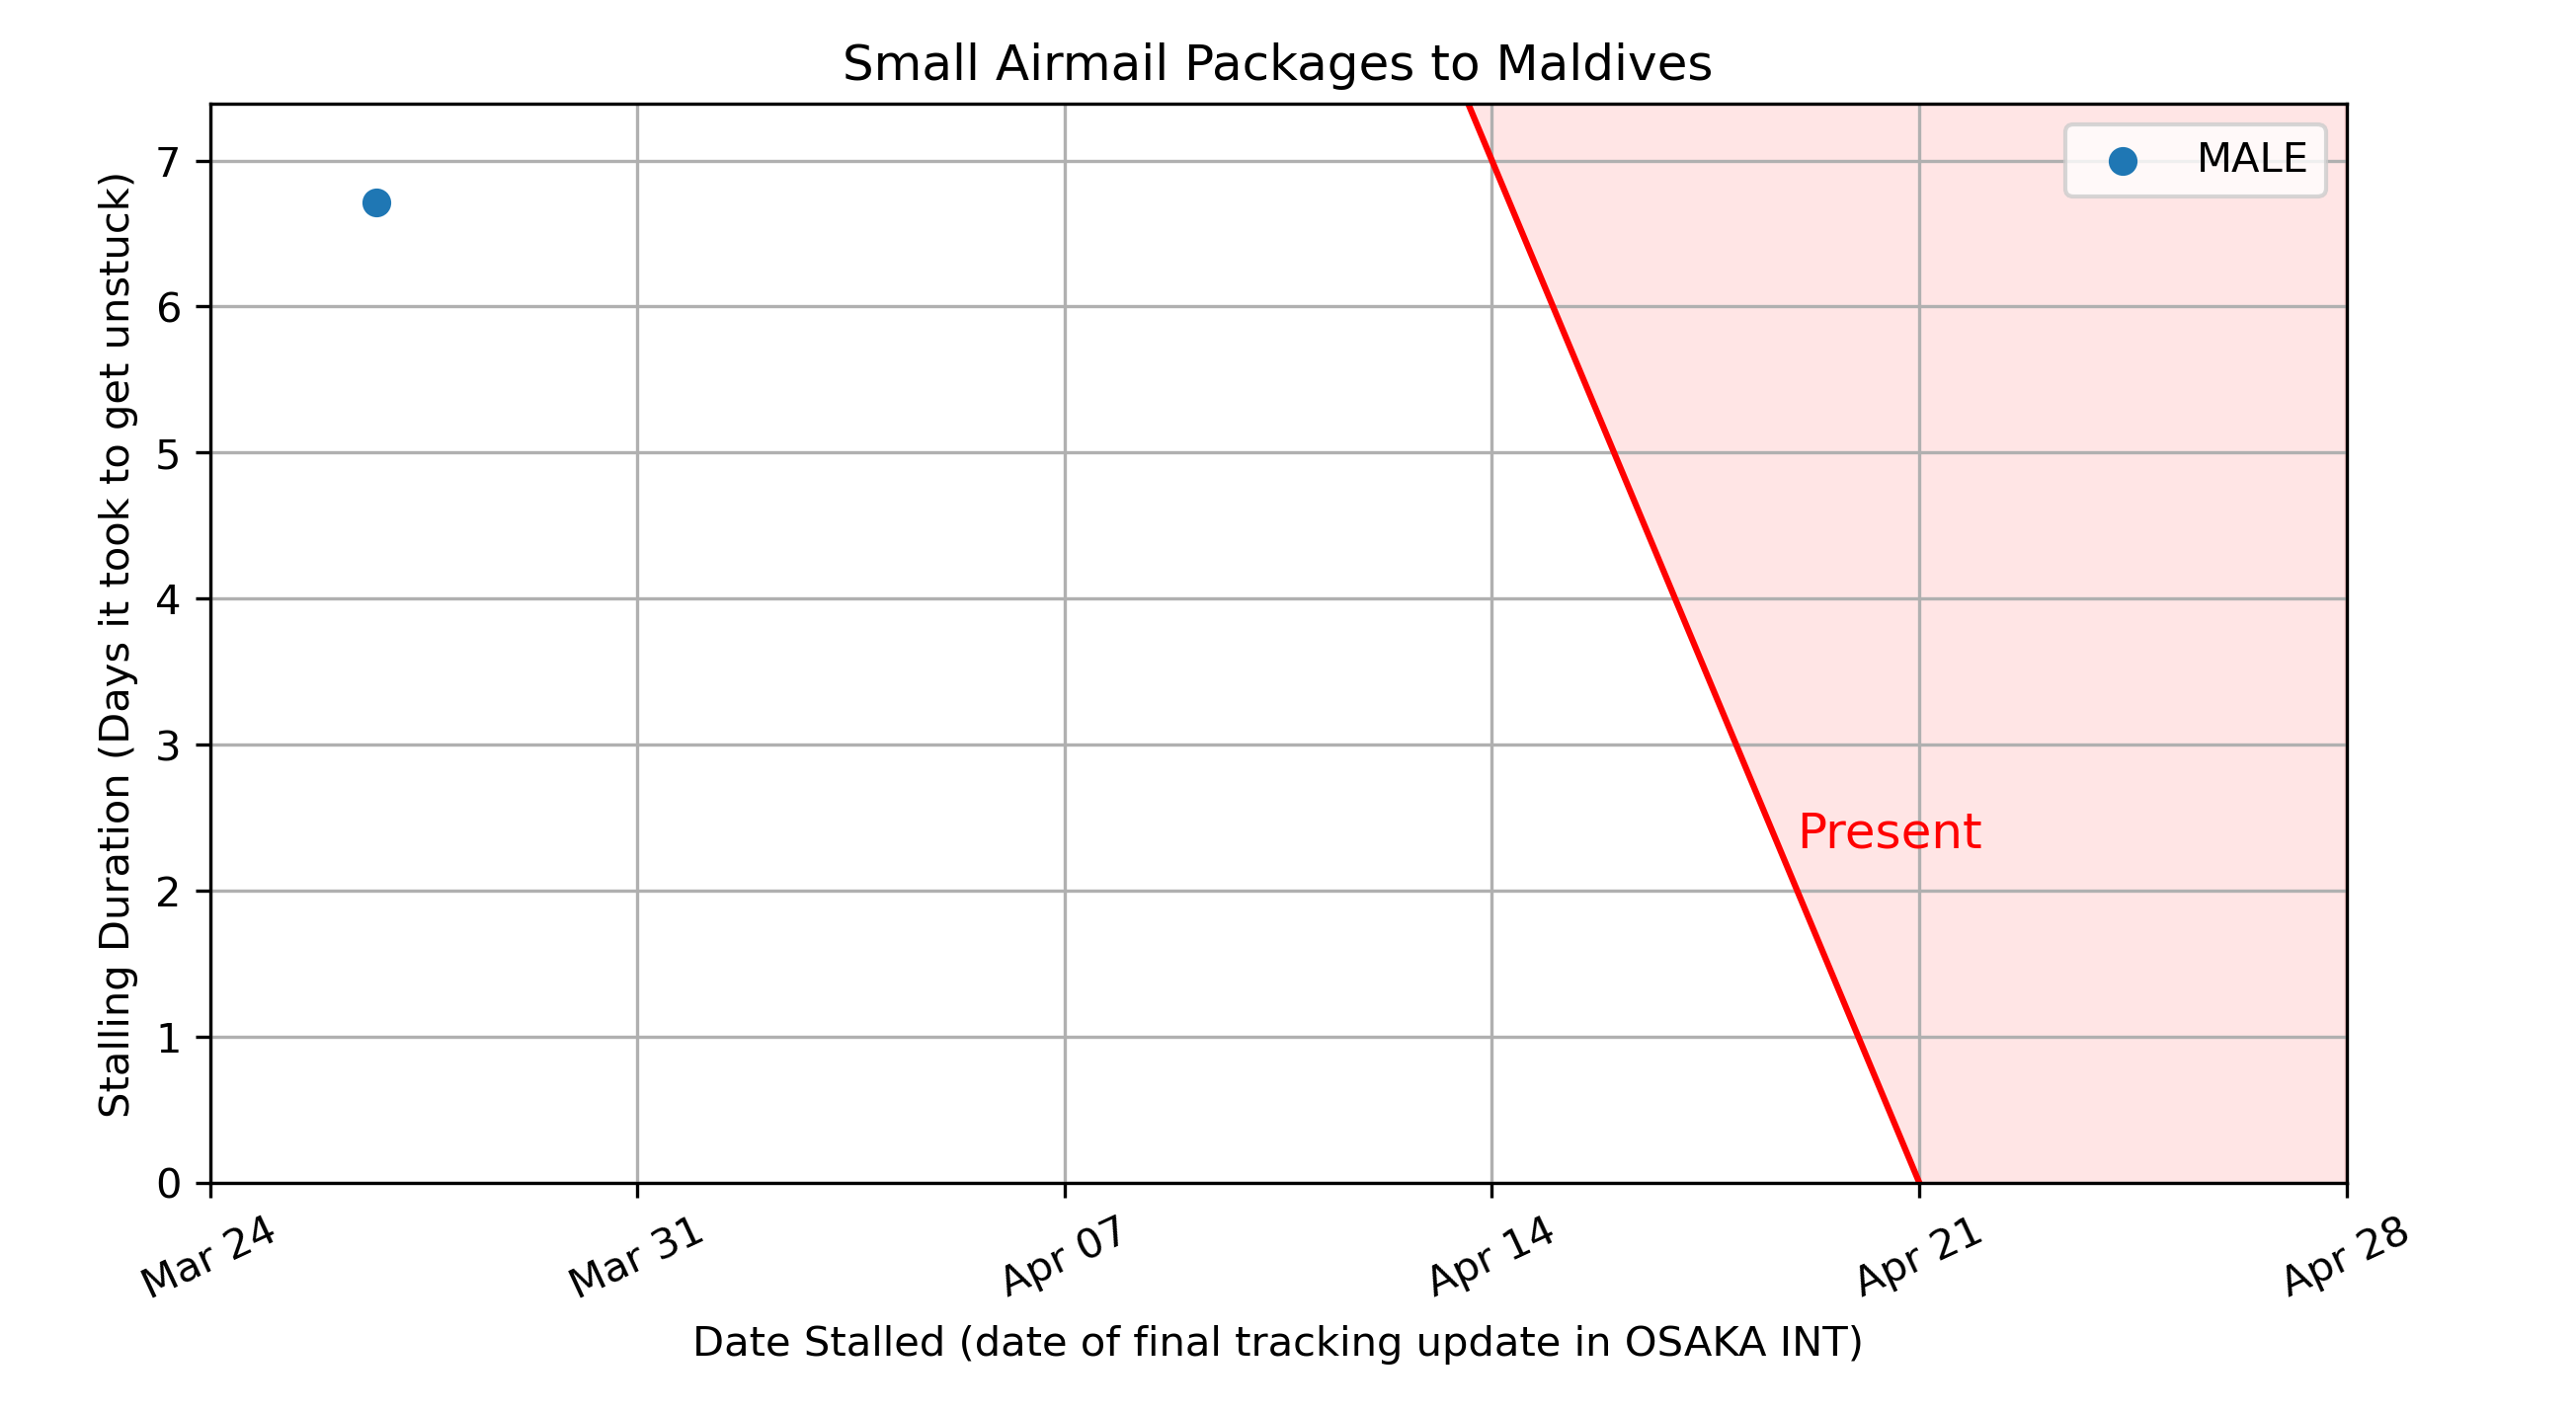 Small Airmail Packages to Maldives
MALE
Stalling Duration (Days it took to get unstuck)
7
6
5
4
3
2
1
0
Present
Mar 24
Mar 31
Apr 07
Apr 14
Apr 21
Apr 28
Date Stalled (date of final tracking update in OSAKA INT)